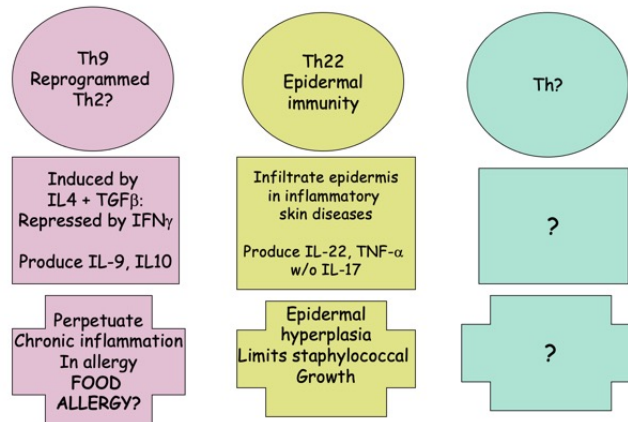 Th9
Reprogrammed
Th2?
Th22
Epidermal
immunity
Th?
Induced by
IL4 + TGFβ:
Repressed by IFNγ
Produce IL-9, IL10
Infiltrate epidermis
in inflammatory
skin diseases
Produce IL-22, TNF-α
w/o IL-17
?
Perpetuate
Chronic inflammation
In allergy
FOOD
ALLERGY?
Epidermal
hyperplasia
Limits staphylococcal
Growth
?